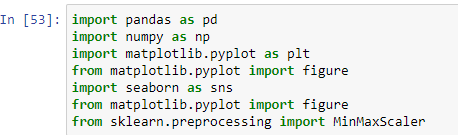 In [53]: import pandas as pd
import numpy as np
import matplotlib.pyplot as plt
from matplotlib.pyplot import figure
import seaborn as sns
from matplotlib.pyplot import figure
from sklearn.preprocessing import MinMaxScaler